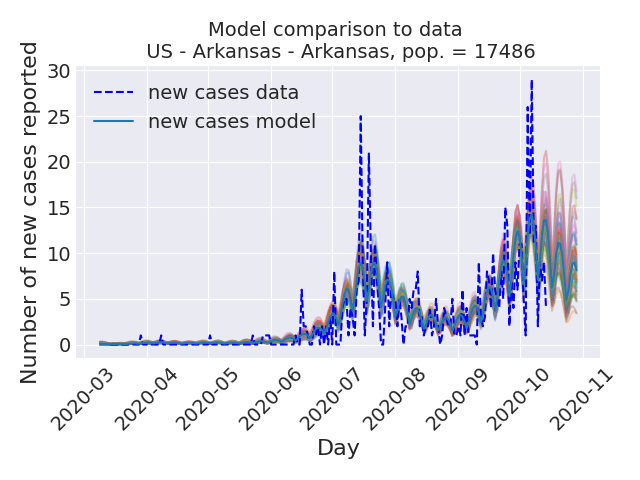 Model comparison to data
US - Arkansas - Arkansas, pop. = 17486
Number of new cases reported
30
25
20
15
10
5
0
new cases data
new cases model
2020-03
2020-04
2020-05
2020-06
2020-07
2020-08
2020-09
2020-10
2020-11
Day